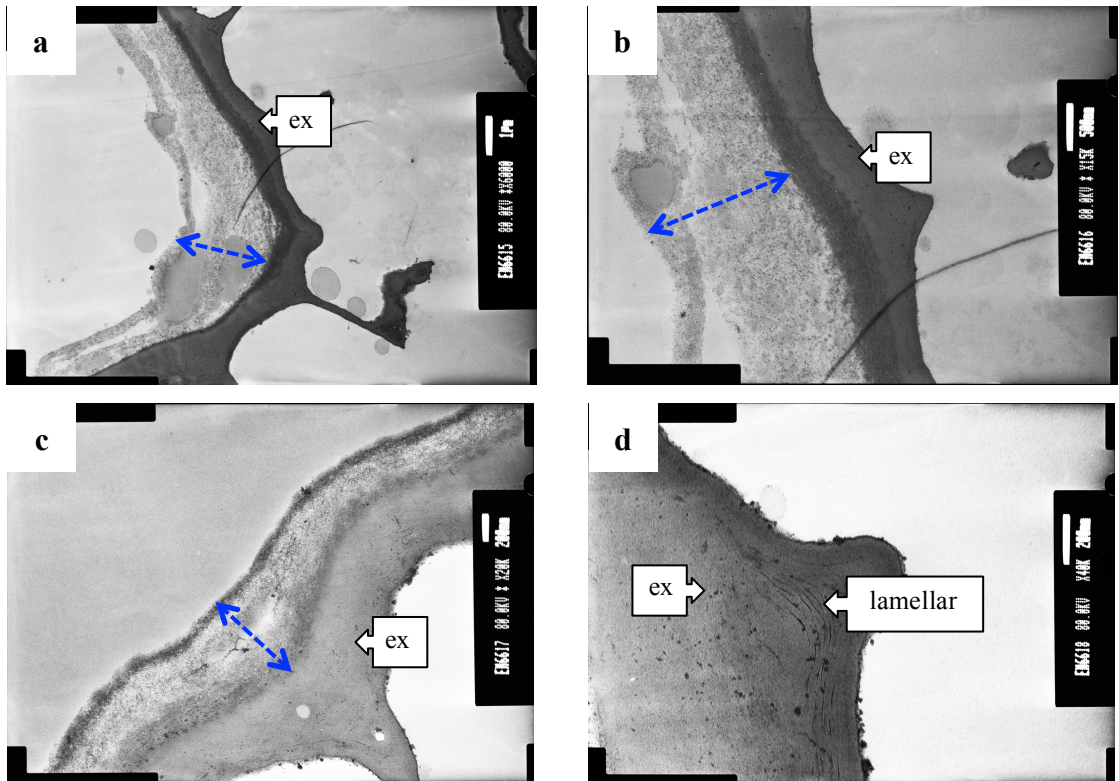 a
ex
EM6615 80.0KV ‡X6000 1µm
b
ex
EM6616 80.0KV ‡ X15K 500nm
c
ex
EM6617 80.0KV ‡ X20K 200nm
d
ex
lamellar
EM6618 80.0KV X40K 200nm